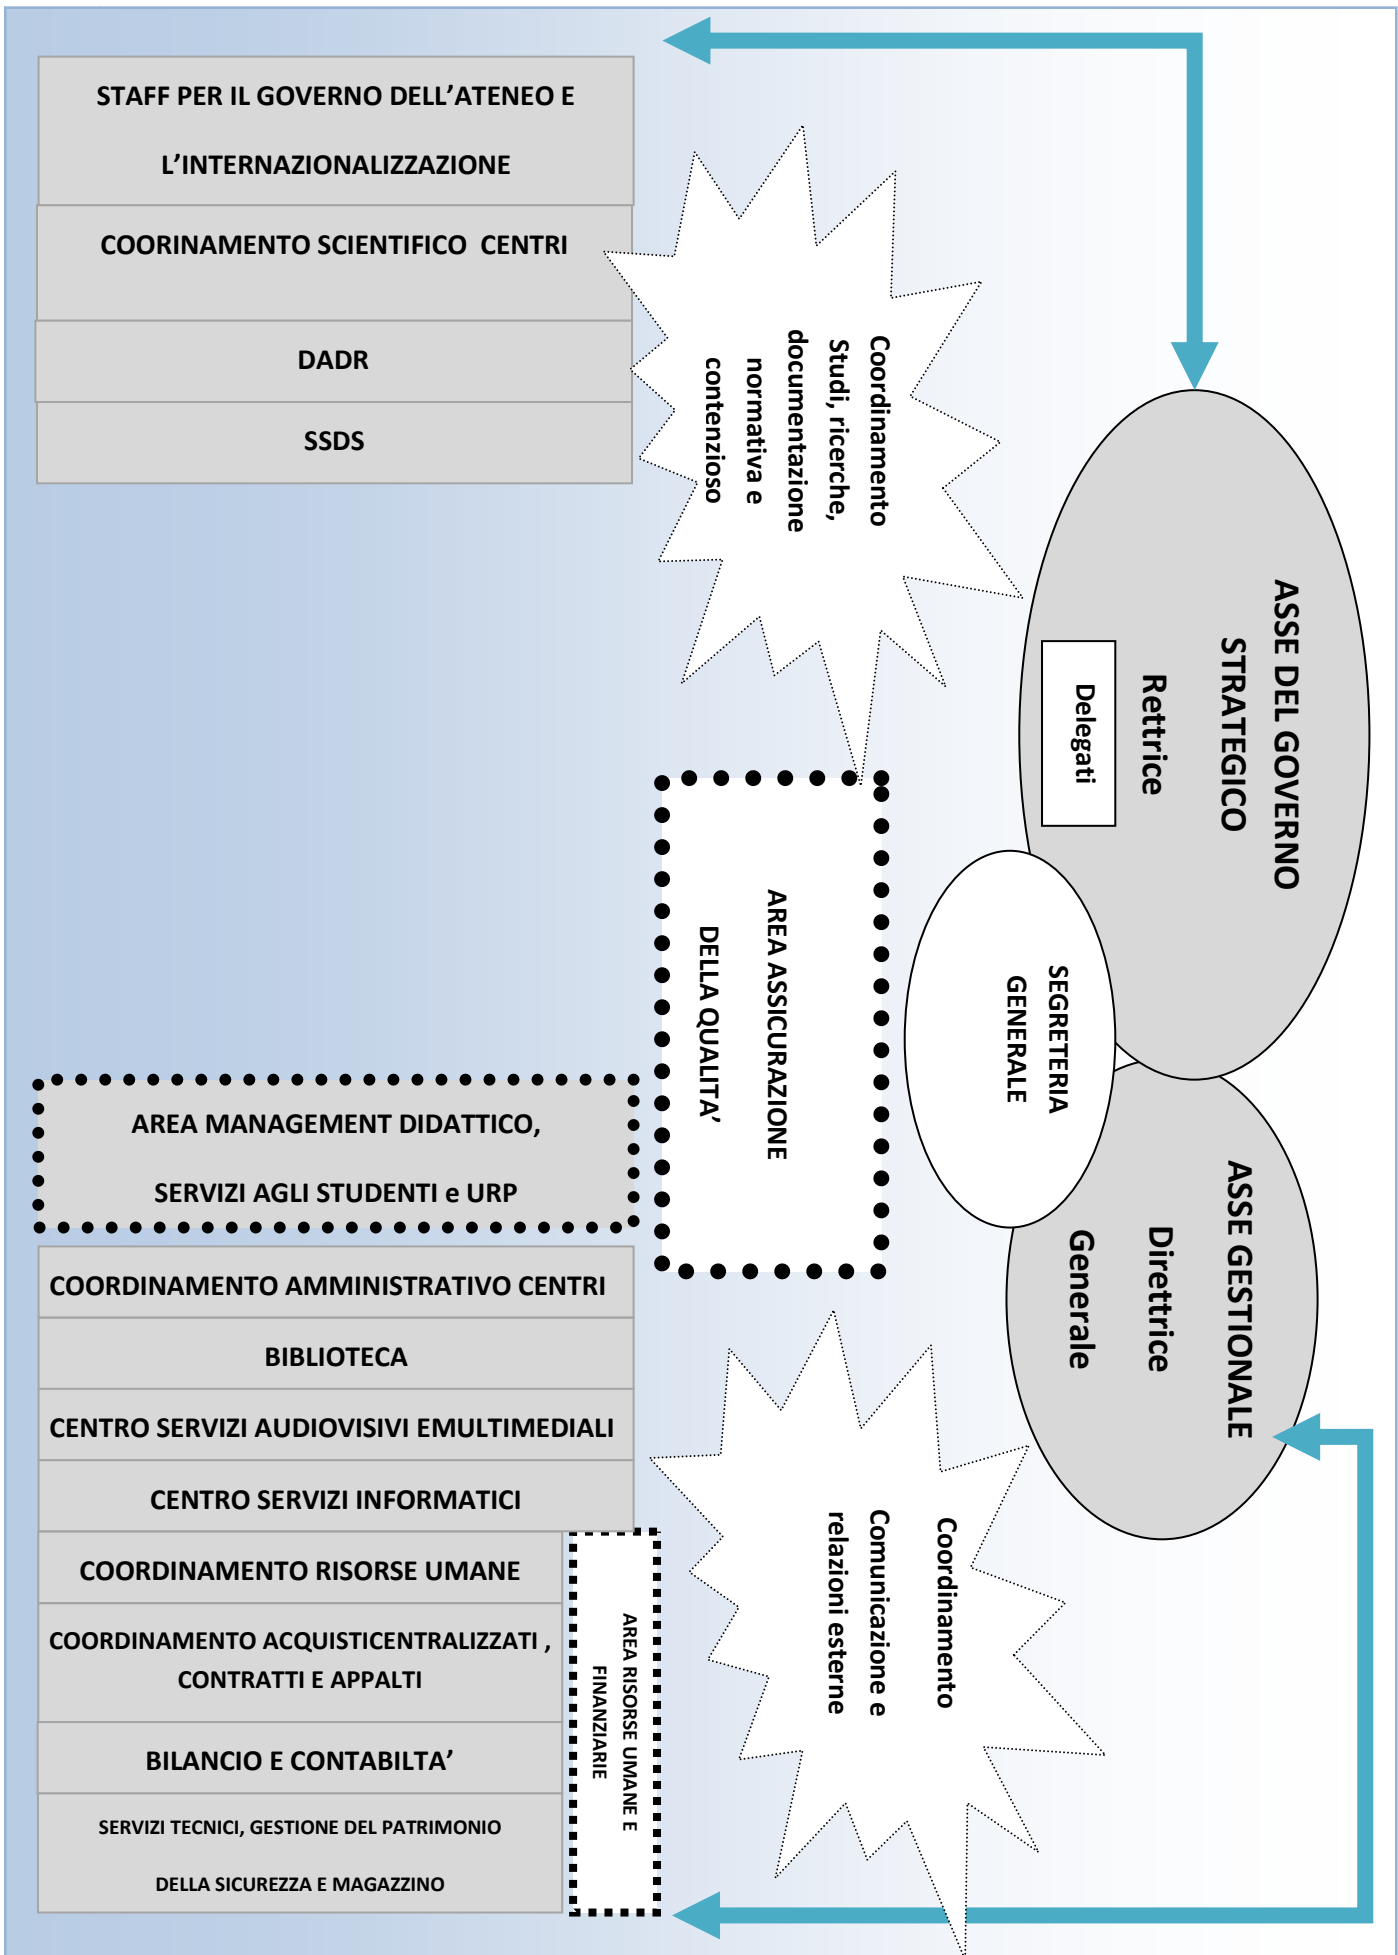 STAFF PER IL GOVERNO DELL’ATENEO E
L’INTERNAZIONALIZZAZIONE
COORINAMENTO SCIENTIFICO CENTRI
DADR
SSDS
Coordinamento
Studi, ricerche,
documentazione
normativa e
contenzioso
ASSE DEL GOVERNO
STRATEGICO
Rettrice
Delegati
SEGRETERIA
GENERALE
ASSE GESTIONALE
Direttrice
Generale
AREA ASSICURAZIONE
DELLA QUALITA’
AREA MANAGEMENT DIDATTICO,
SERVIZI AGLI STUDENTI e URP
COORDINAMENTO AMMINISTRATIVO CENTRI
BIBLIOTECA
CENTRO SERVIZI AUDIOVISIVI EMULTIMEDIALI
CENTRO SERVIZI INFORMATICI
COORDINAMENTO RISORSE UMANE
COORDINAMENTO ACQUISTICENTRALIZZATI ,
CONTRATTI E APPALTI
BILANCIO E CONTABILTA’
SERVIZI TECNICI, GESTIONE DEL PATRIMONIO
DELLA SICUREZZA E MAGAZZINO
AREA RISORSE UMANE E
FINANZIARIE
Coordinamento
Comunicazione e
relazioni esterne